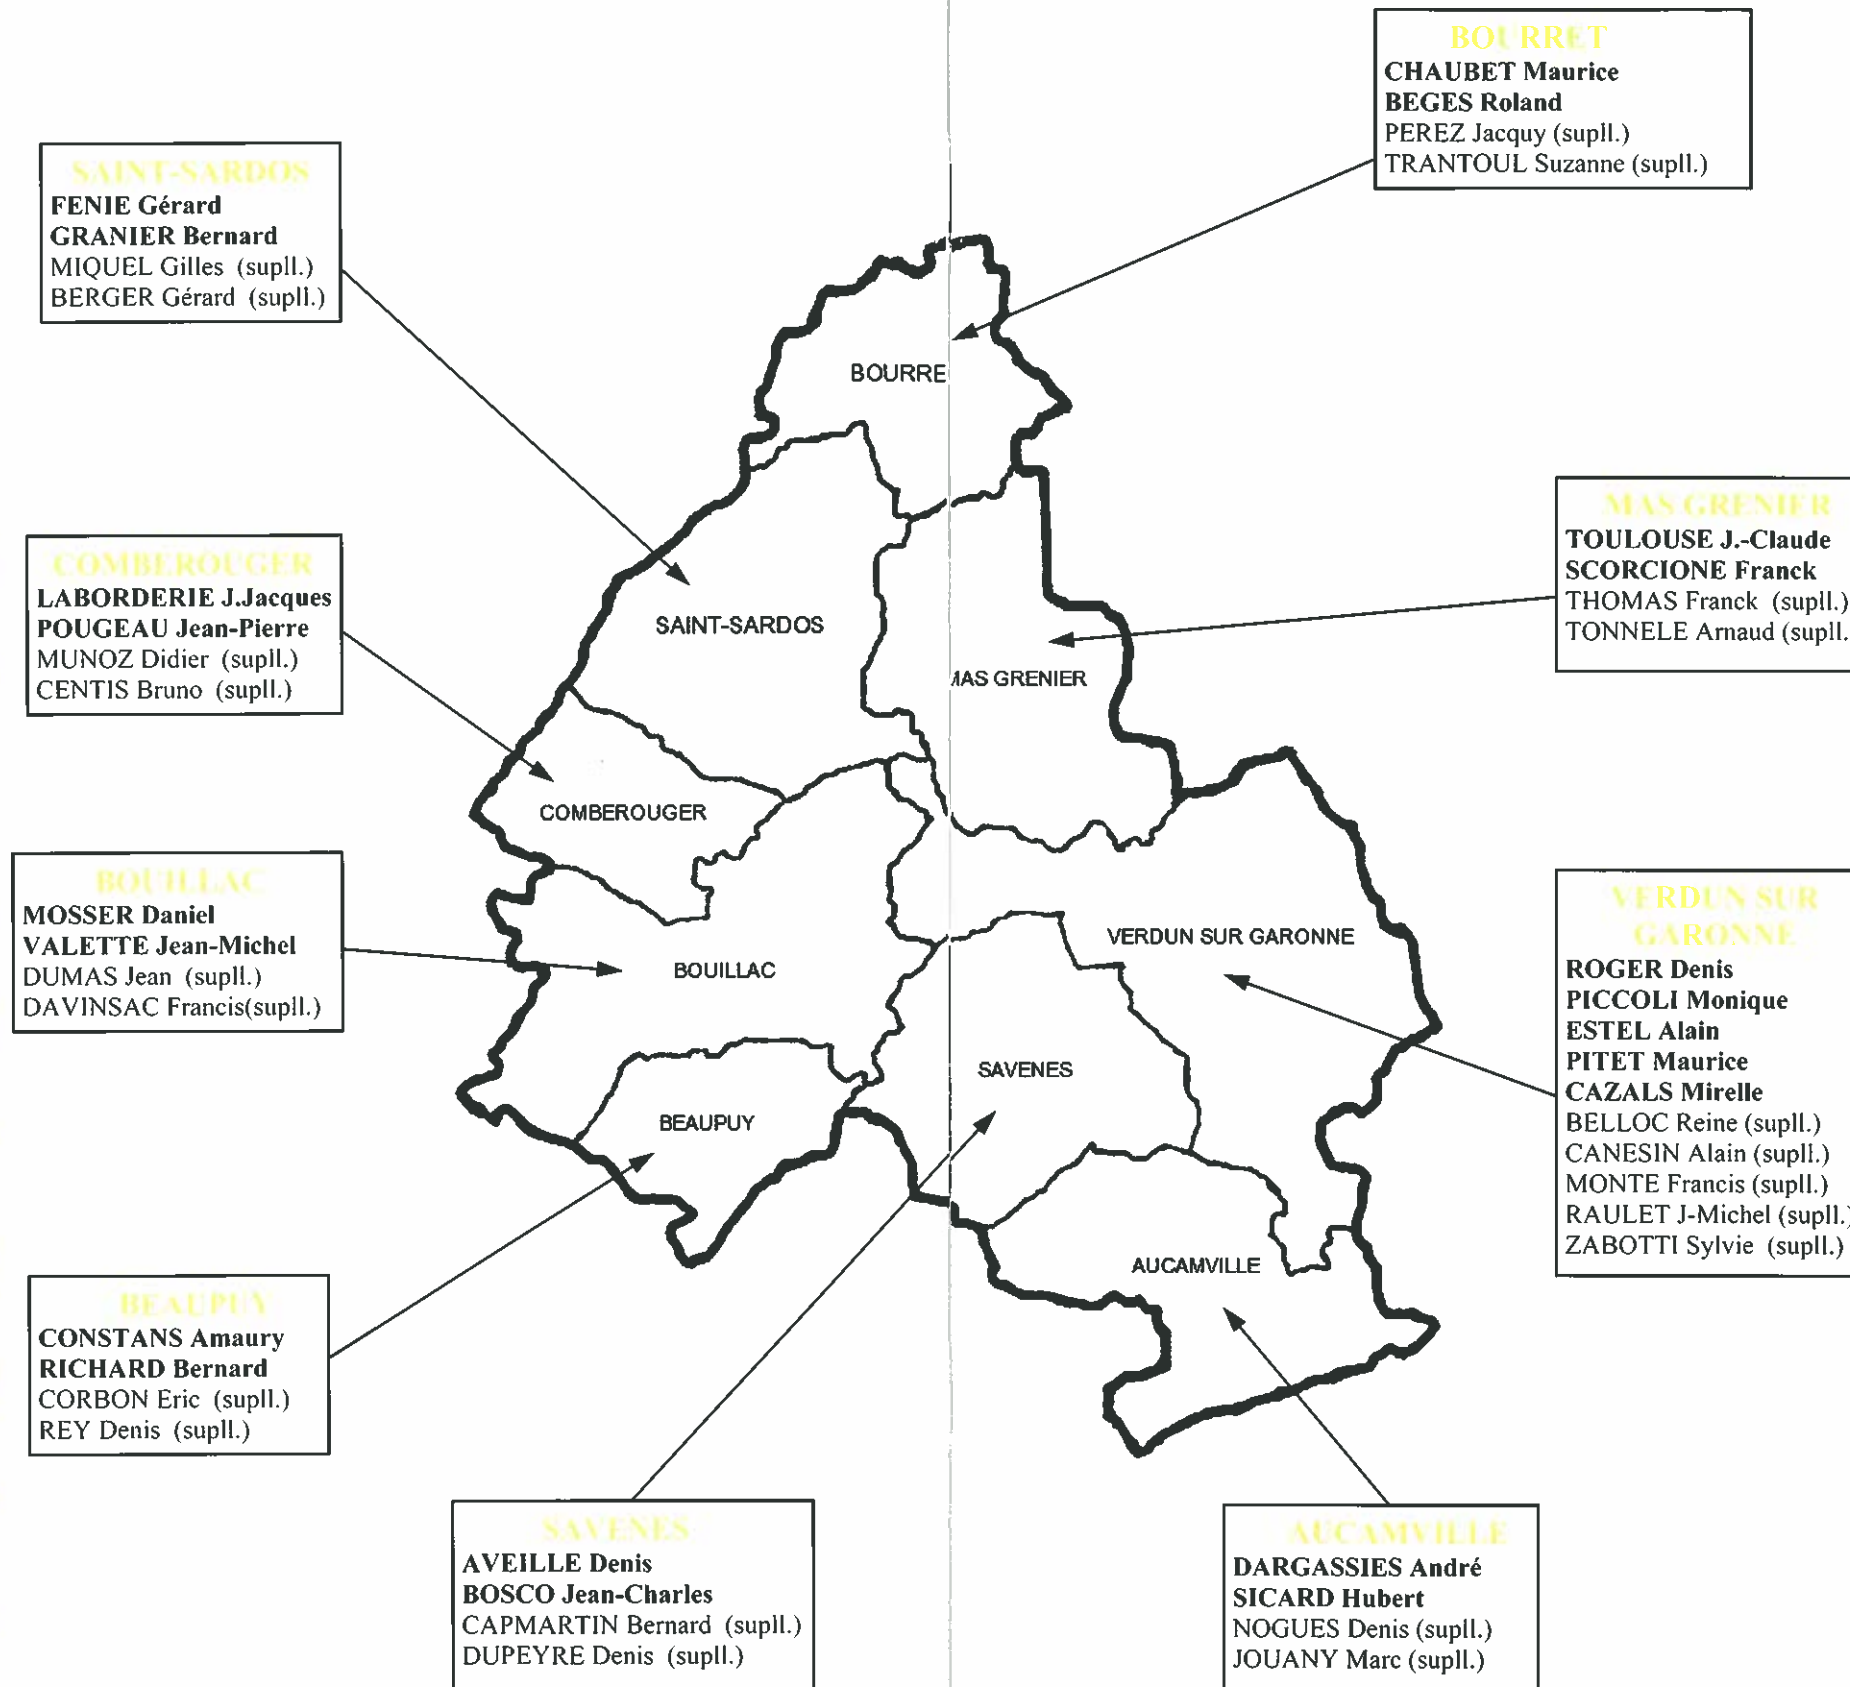 BOURRET
CHAUBET Maurice
BEGES Roland
PEREZ Jacquy (supll.)
TRANTOUL Suzanne (supll.)
SAINT-SARDOS
FENIE Gérard
GRANIER Bernard
MIQUEL Gilles (supll.)
BERGER Gérard (supll.)
BOURRE
MAS GRENIER
TOULOUSE J.-Claude
SCORCIONE Franck
THOMAS Franck (supll.)
TONNELE Arnaud (supll.
COMBEROUGER
LABORDERIE J.Jacques
POUGEAU Jean-Pierre
MUNOZ Didier (supll.)
CENTIS Bruno (supll.)
SAINT-SARDOS
MAS GRENIER
COMBEROUGER
BOUILLAC
MOSSER Daniel
VALETTE Jean-Michel
DUMAS Jean (supll.)
DAVINSAC Francis(supll.)
BOUILLAC
VERDUN SUR GARONNE
VERDUN SUR
GARONNE
ROGER Denis
PICCOLI Monique
ESTEL Alain
PITET Maurice
CAZALS Mirelle
BELLOC Reine (supll.)
CANESIN Alain (supll.)
MONTE Francis (supll.)
RAULET J-Michel (supll.)
ZABOTTI Sylvie (supll.)
SAVENES
BEAUPUY
AUCAMVILLE
BEAUPUY
CONSTANS Amaury
RICHARD Bernard
CORBON Eric (supll.)
REY Denis (supll.)
SAVENES
AVEILLE Denis
BOSCO Jean-Charles
CAPMARTIN Bernard (supll.)
DUPEYRE Denis (supll.)
AUCAMVILLE
DARGASSIES André
SICARD Hubert
NOGUES Denis (supll.)
JOUANY Marc (supll.)